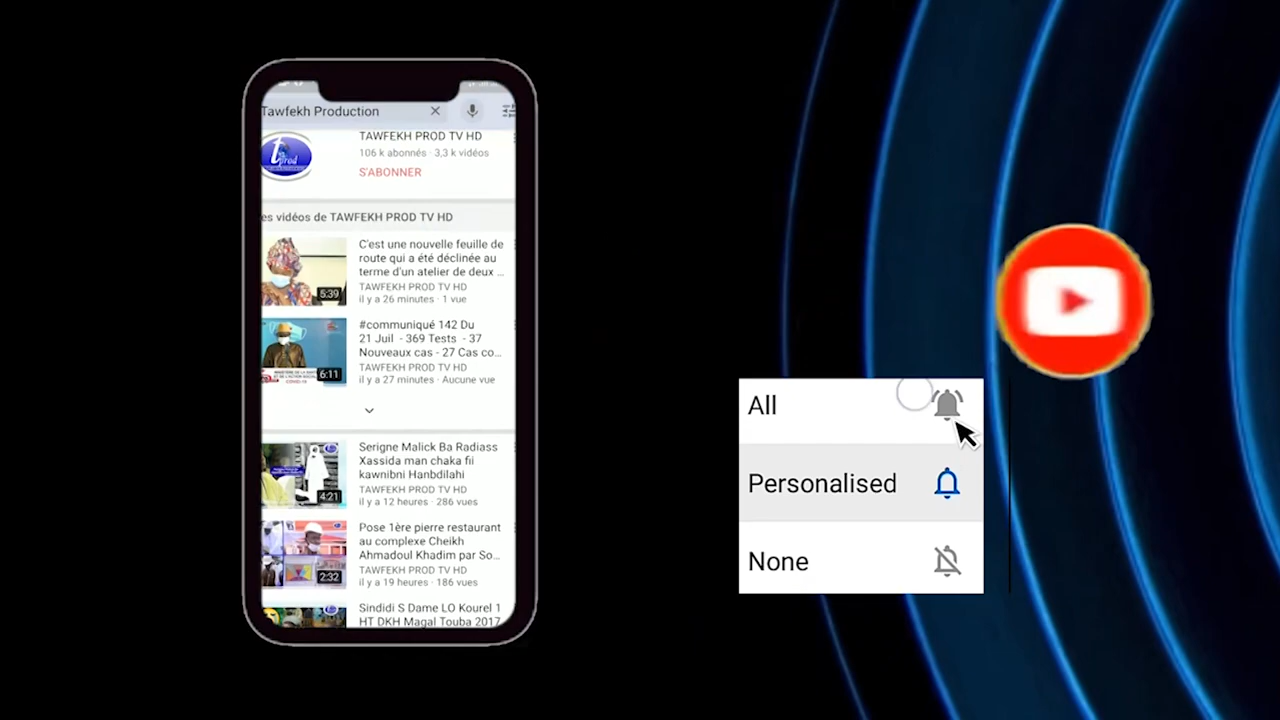 Tawfekh Production
TAWFEKH PROD TV HD
106 k abonnés · 3,3 k vidéos
S'ABONNER
t prod
es vidéos de TAWFEKH PROD TV HD
C'est une nouvelle feuille de
route qui a été déclinée au
terme d'un atelier de deux ...
TAWFEKH PROD TV HD
il y a 26 minutes · 1 vue
5:39
#communiqué 142 Du
21 Juil - 369 Tests - 37
Nouveaux cas - 27 Cas co...
TAWFEKH PROD TV HD
il y a 27 minutes · Aucune vue
6:11
Serigne Malick Ba Radiass
Xassida man chaka fii
kawnibni Hanbdilahi
TAWFEKH PROD TV HD
il y a 12 heures · 286 vues
4:21
Pose 1ère pierre restaurant
au complexe Cheikh
Ahmadoul Khadim par So...
TAWFEKH PROD TV HD
il y a 19 heures · 186 vues
2:32
Sindidi S Dame LO Kourel 1
HT DKH Magal Touba 2017
All
Personalised
None